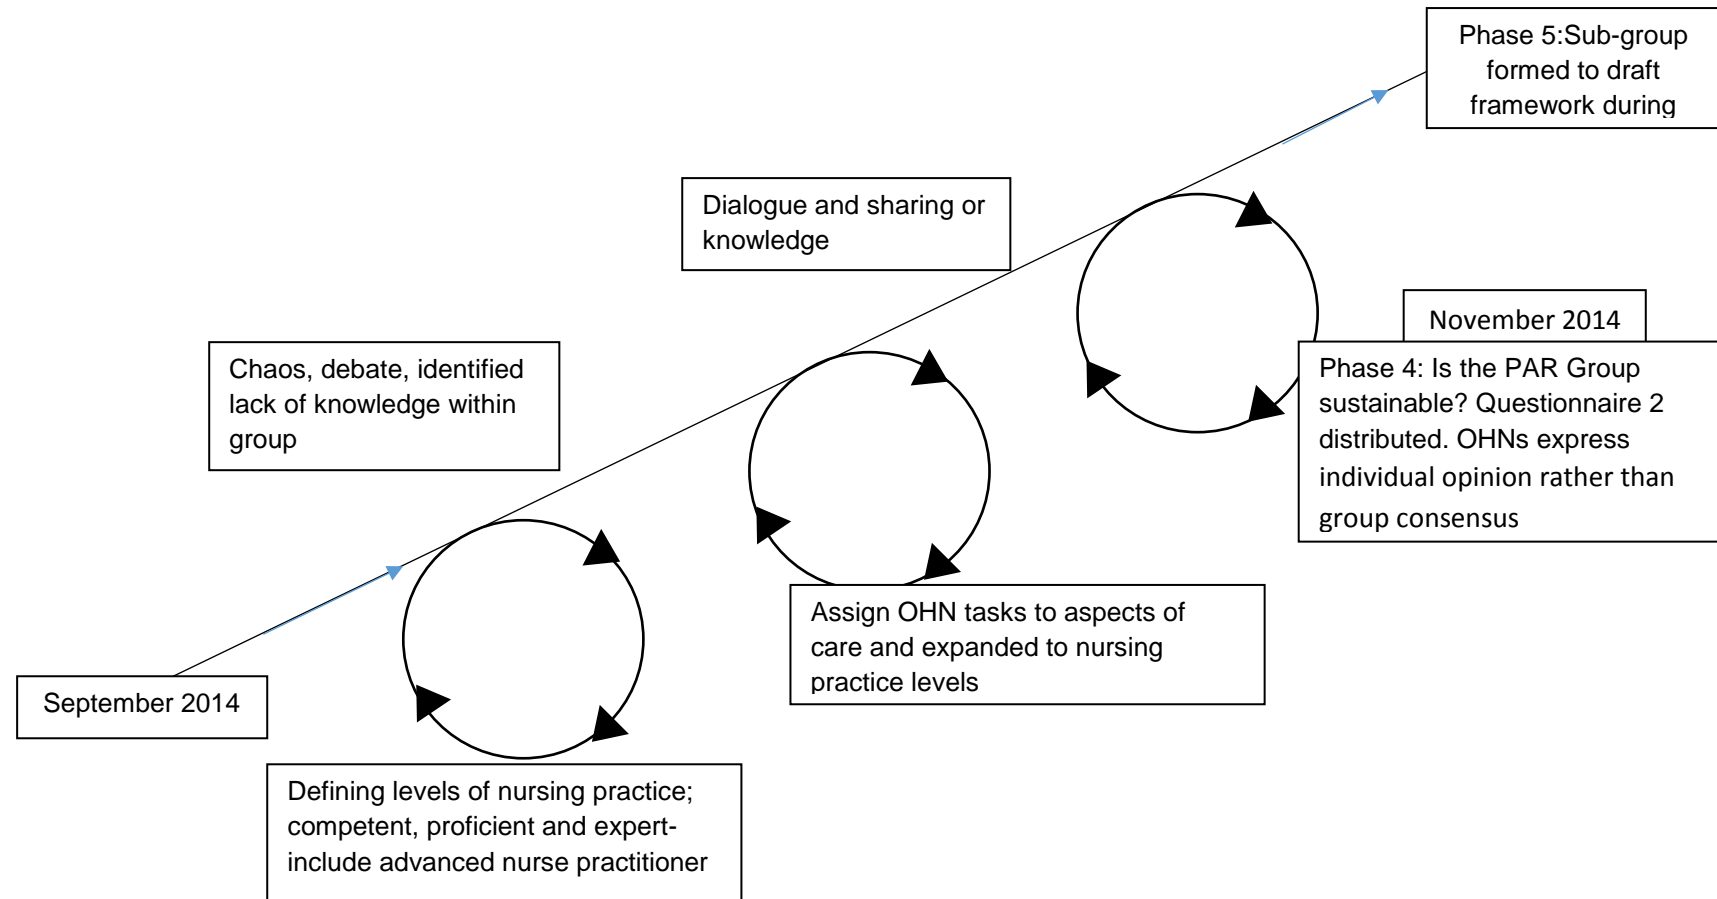 Phase 5:Sub-group
formed to draft
framework during
Dialogue and sharing or
knowledge
November 2014
Chaos, debate, identified
lack of knowledge within
group
Phase 4: Is the PAR Group
sustainable? Questionnaire 2
distributed. OHNs express
individual opinion rather than
group consensus
Assign OHN tasks to aspects of
care and expanded to nursing
practice levels
September 2014
Defining levels of nursing practice;
competent, proficient and expert-
include advanced nurse practitioner